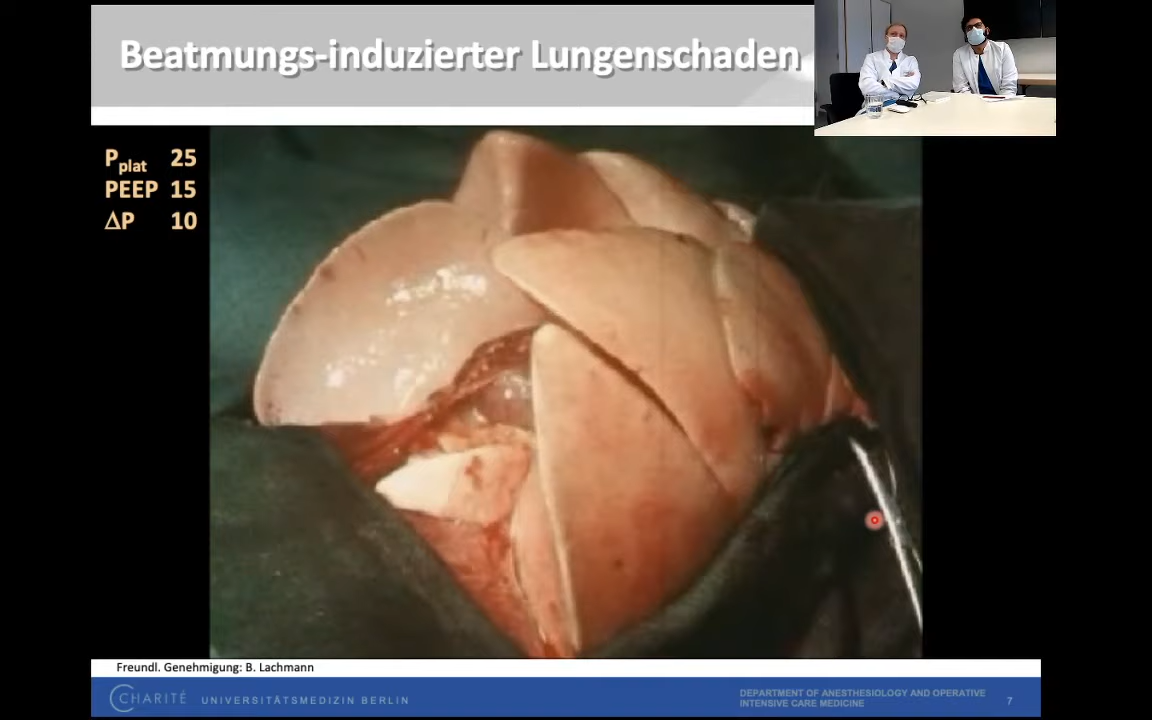 Beatmungs-induzierter Lungenschaden
Pplat 25
PEEP 15
ΔP 10
Freundl. Genehmigung: B. Lachmann
CHARITÉ UNIVERSITÄTSMEDIZIN BERLIN
DEPARTMENT OF ANESTHESIOLOGY AND OPERATIVE
INTENSIVE CARE MEDICINE
7